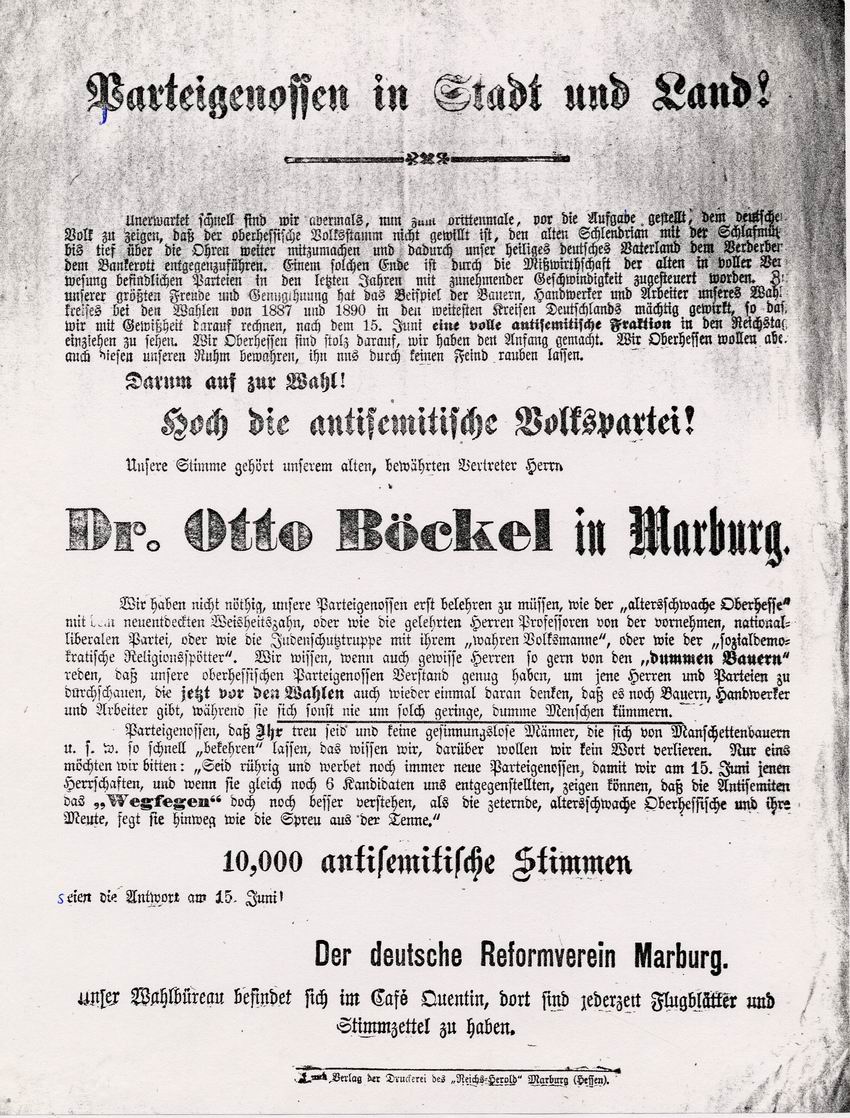 Parteigenossen in Stadt und Land!
Unerwartet schnell sind wir abermals, nun zum drittenmale, vor die Aufgabe gestellt, dem deutsche
Volk zu zeigen, daß der oberhessische Volksstamm nicht gewillt ist, den alten Schlendrian mit der Schlafmütz
bis tief über die Ohren weiter mitzumachen und dadurch unser heiliges deutsches Vaterland dem Verderber
dem Bankerott entgegenzuführen. Einem solchen Ende ist durch die Mißwirthschaft der alten in voller Ver
wesung befindlichen Parteien in den letzten Jahren mit zunehmender Geschwindigkeit zugesteuert worden. Zu
unserer größten Freude und Genugthunng hat das Beispiel der Bauern, Handwerker und Arbeiter unseres Wahl
kreises bei den Wahlen von 1887 und 1890 in den weitesten Kreisen Deutschlands mächtig gewirkt, so daß
wir mit Gewißheit darauf rechnen, nach dem 15. Juni eine volle antisemitische Fraktion in den Reichstag
einziehen zu sehen. Wir Oberhessen sind stolz darauf, wir haben den Anfang gemacht. Wir Oberhessen wollen abe
auch diesen unseren Ruhm bewahren, ihn uns durch keinen Feind rauben lassen.
Darum auf zur Wahl!
Hoch die antisemitische Volkspartei!
Unsere Stimme gehört unserem alten, bewährten Vertreter Herrn
Dr. Otto Böckel in Marburg.
Wir haben nicht nöthig, unsere Parteigenossen erst belehren zu müssen, wie der „altersschwache Oberhesse“
mit dem neuentdeckten Weisheitszahn, oder wie die gelehrten Herren Professoren von der vornehmen, national-
liberalen Partei, oder wie die Judenschutztruppe mit ihrem „wahren Volksmanne“, oder wie der „sozialdemo-
kratische Religionsspötter“. Wir wissen, wenn auch gewisse Herren so gern von den „dummen Bauern“
reden, daß unsere oberhessischen Parteigenossen Verstand genug haben, um jene Herren und Parteien zu
durchschauen, die jetzt vor den Wahlen auch wieder einmal daran denken, daß es noch Bauern, Handwerker
und Arbeiter gibt, während sie sich sonst nie um solch geringe, dumme Menschen kümmern.
Parteigenossen, daß Ihr treu seid und keine gesinnungslose Männer, die sich von Manschettenbauern
u. s. w. so schnell „bekehren“ lassen, das wissen wir, darüber wollen wir kein Wort verlieren. Nur eins
möchten wir bitten: „Seid rührig und werbet noch immer neue Parteigenossen, damit wir am 15. Juni jenen
Herrschaften, und wenn sie gleich noch 6 Kandidaten uns entgegenstellten, zeigen können, daß die Antisemiten
das „Wegfegen“ doch noch besser verstehen, als die zeternde, altersschwache Oberhessische und ihre
Meute, fegt sie hinweg wie die Spreu aus der Tenne.“
10,000 antisemitische Stimmen
seien die Antwort am 15. Juni!
Der deutsche Reformverein Marburg.
Unser Wahlbüreau befindet sich im Café Quentin, dort sind jederzeit Flugblätter und
Stimmzettel zu haben.
Verlag der Druckerei des „Reichs-Herold“ Marburg (Hessen).